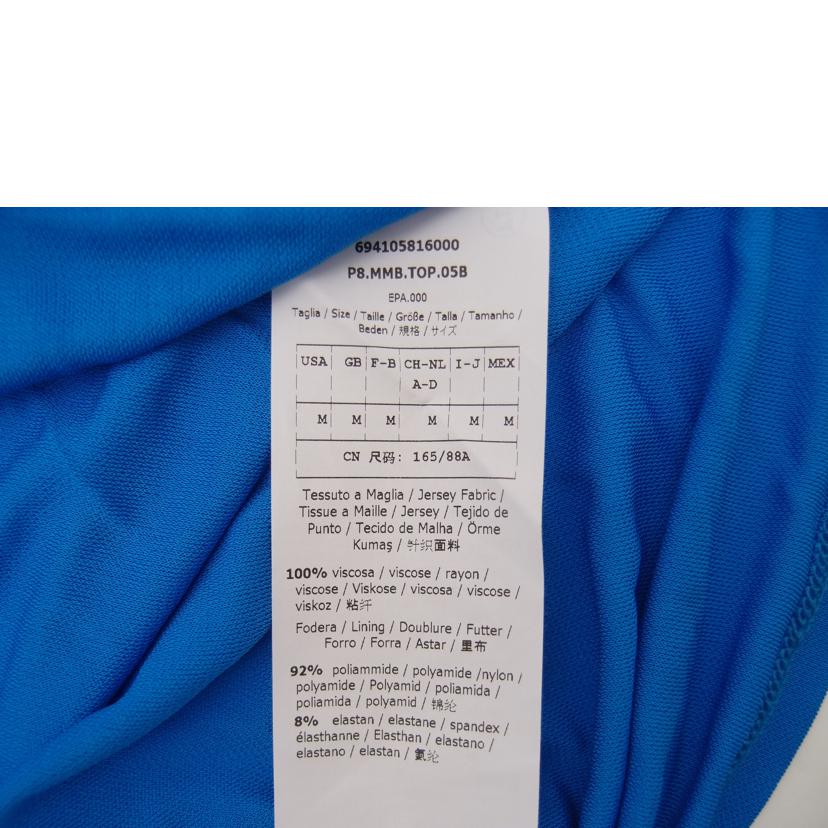 694105816000
P8.MMB.TOP.05B
EPA.000
Taglia / Size / Taille / Größe / Talla / Tamanho /
Beden / 規格 / サイズ
USA GB F-B CH-NL I-J MEX
A-D
M M M M M M
CN 尺码: 165/88A
Tessuto a Maglia / Jersey Fabric /
Tissue a Maille / Jersey / Tejido de
Punto / Tecido de Malha / Örme
Kumaş / 针织面料
100% viscosa / viscose / rayon /
viscose / Viskose / viscosa / viscose /
viskoz / 粘纤
Fodera / Lining / Doublure / Futter /
Forro / Forra / Astar / 里布
92% poliammide / polyamide /nylon /
polyamide / Polyamid / poliamida /
poliamida / polyamid / 锦纶
8% elastan / elastane / spandex /
élasthanne / Elasthan / elastano /
elastano / elastan / 氨纶